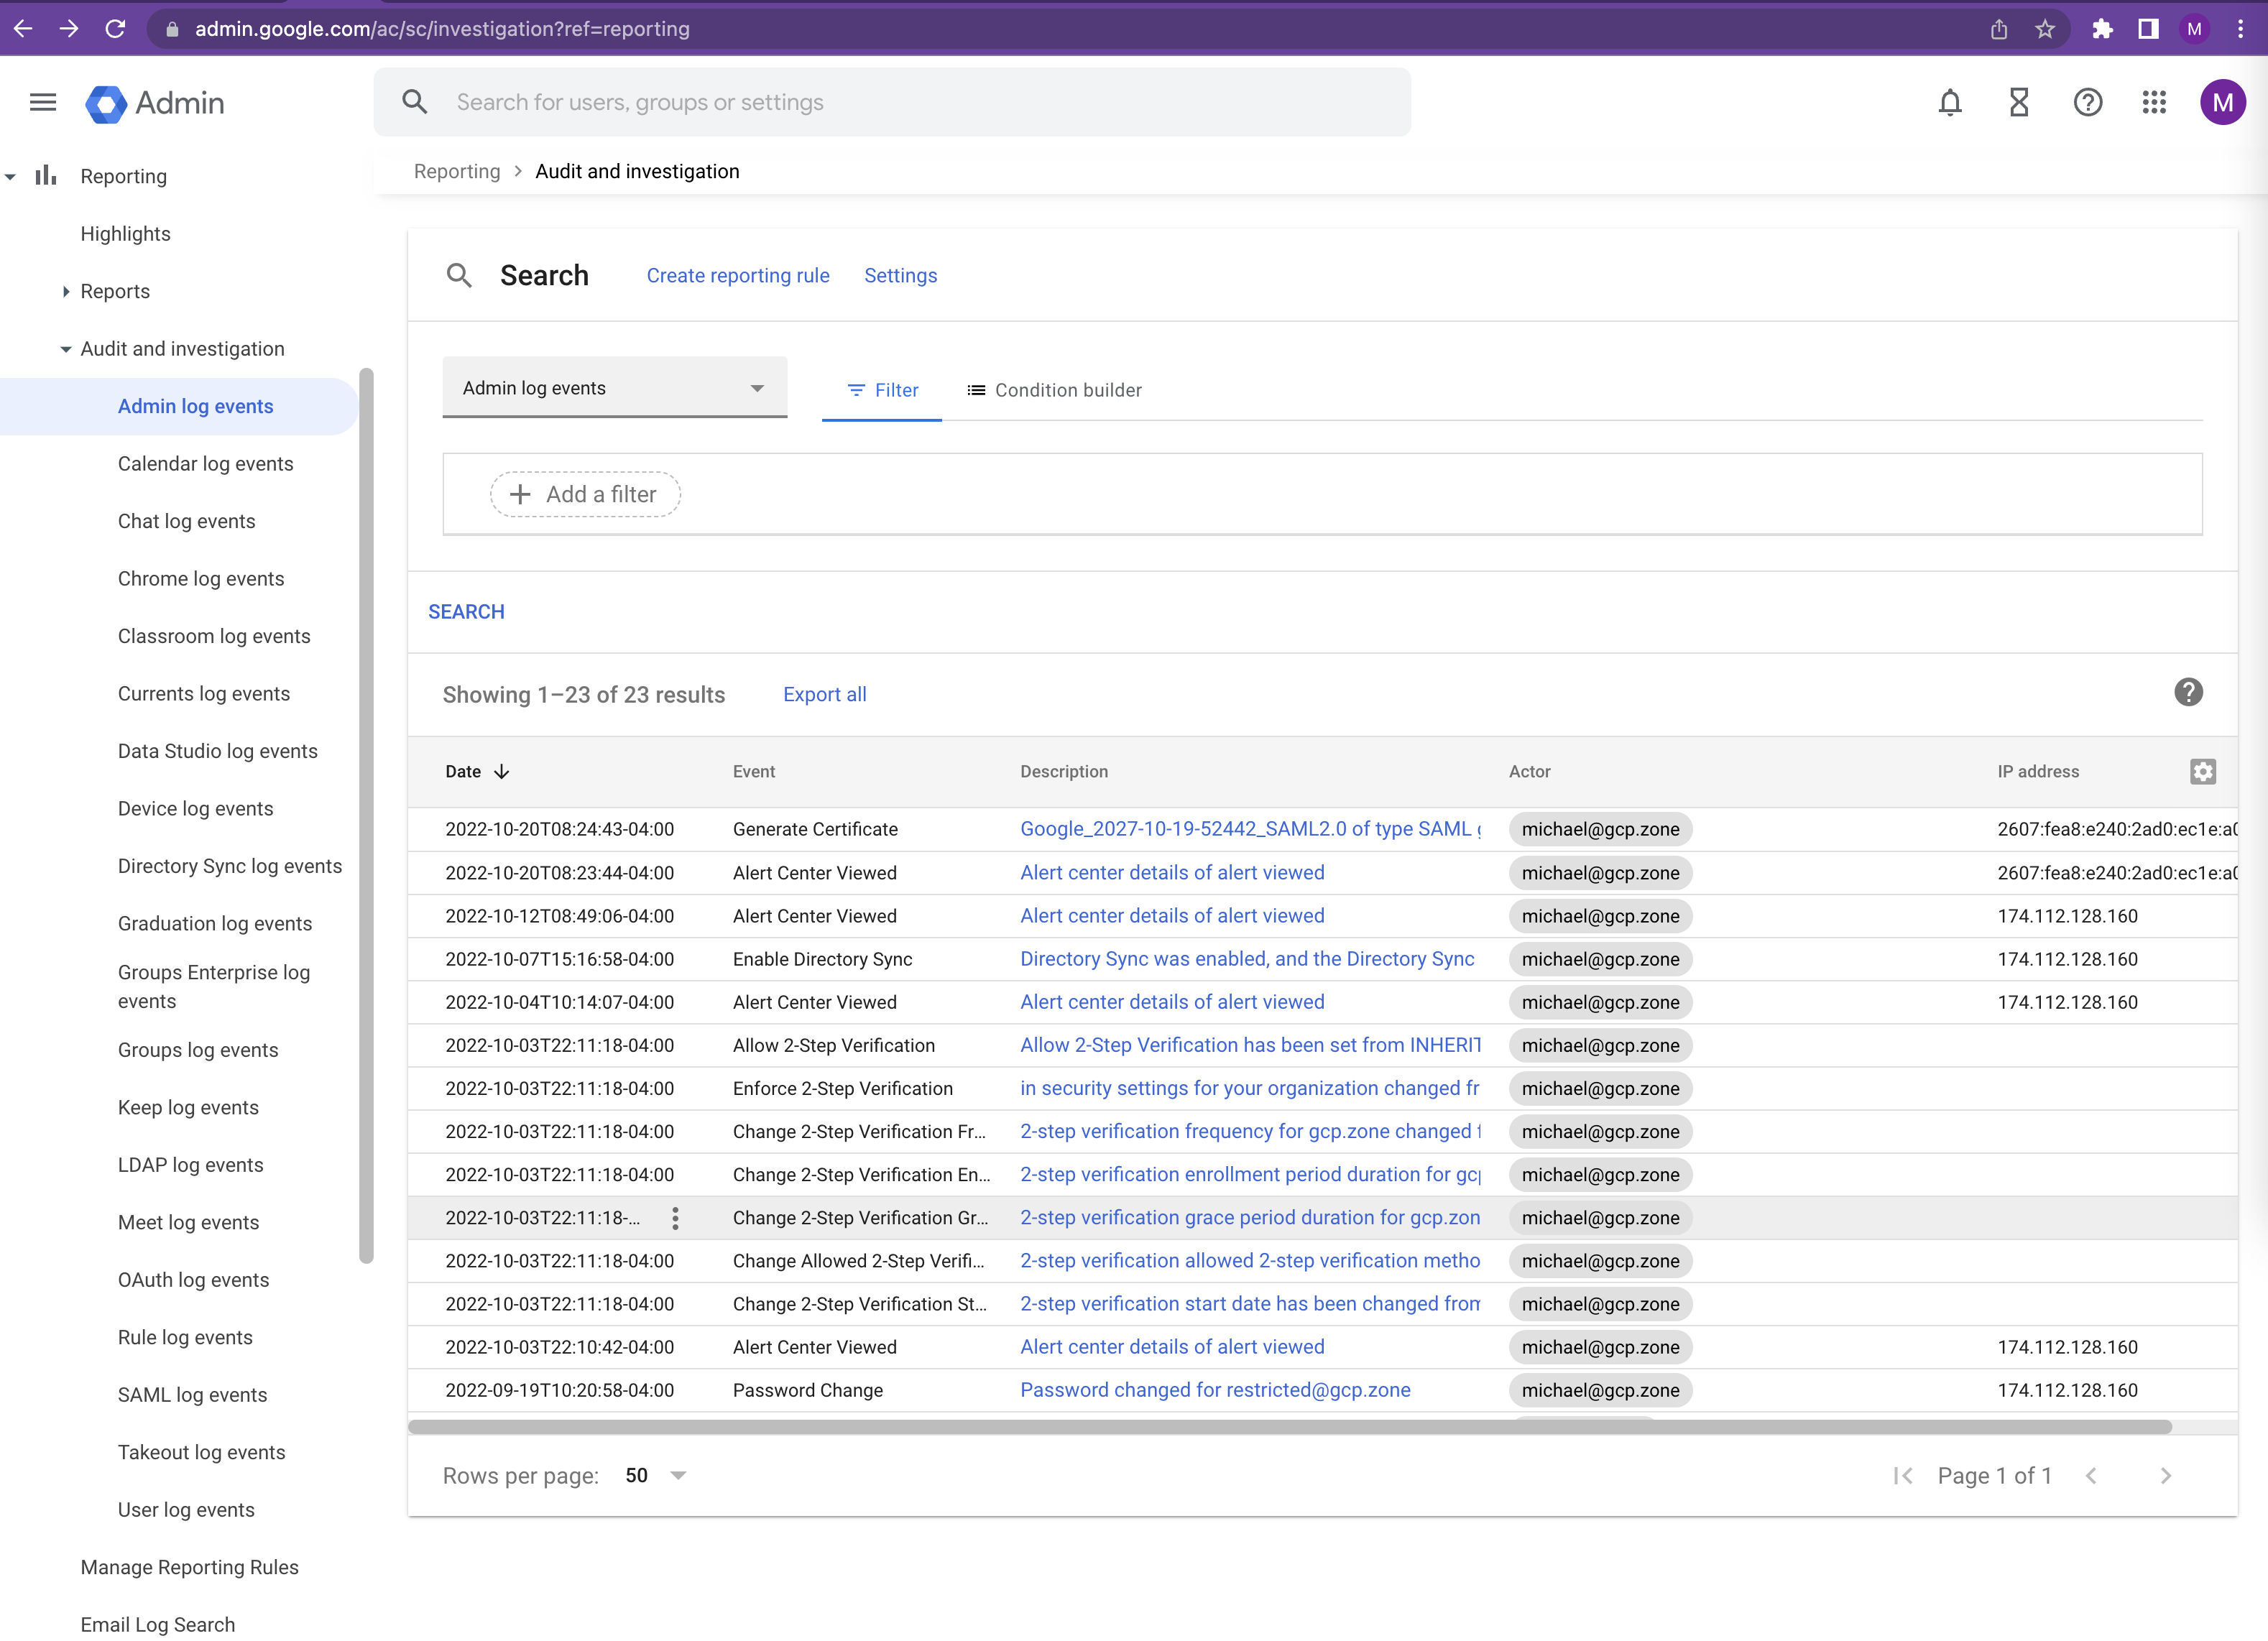 admin.google.com/ac/sc/investigation?ref=reporting
M
Admin
Search for users, groups or settings
M
Reporting
Highlights
Reports
Audit and investigation
Admin log events
Calendar log events
Chat log events
Chrome log events
Classroom log events
Currents log events
Data Studio log events
Device log events
Directory Sync log events
Graduation log events
Groups Enterprise log
events
Groups log events
Keep log events
LDAP log events
Meet log events
OAuth log events
Rule log events
SAML log events
Takeout log events
User log events
Manage Reporting Rules
Email Log Search
Reporting > Audit and investigation
Search Create reporting rule Settings
Admin log events Filter Condition builder
+ Add a filter
SEARCH
Showing 1–23 of 23 results Export all
Date Event Description Actor IP address
2022-10-20T08:24:43-04:00 Generate Certificate Google_2027-10-19-52442_SAML2.0 of type SAML michael@gcp.zone 2607:fea8:e240:2ad0:ec1e:a0
2022-10-20T08:23:44-04:00 Alert Center Viewed Alert center details of alert viewed michael@gcp.zone 2607:fea8:e240:2ad0:ec1e:a0
2022-10-12T08:49:06-04:00 Alert Center Viewed Alert center details of alert viewed michael@gcp.zone 174.112.128.160
2022-10-07T15:16:58-04:00 Enable Directory Sync Directory Sync was enabled, and the Directory Sync michael@gcp.zone 174.112.128.160
2022-10-04T10:14:07-04:00 Alert Center Viewed Alert center details of alert viewed michael@gcp.zone 174.112.128.160
2022-10-03T22:11:18-04:00 Allow 2-Step Verification Allow 2-Step Verification has been set from INHERIT michael@gcp.zone
2022-10-03T22:11:18-04:00 Enforce 2-Step Verification in security settings for your organization changed fr michael@gcp.zone
2022-10-03T22:11:18-04:00 Change 2-Step Verification Fr... 2-step verification frequency for gcp.zone changed michael@gcp.zone
2022-10-03T22:11:18-04:00 Change 2-Step Verification En... 2-step verification enrollment period duration for gcp michael@gcp.zone
2022-10-03T22:11:18-... Change 2-Step Verification Gr... 2-step verification grace period duration for gcp.zon michael@gcp.zone
2022-10-03T22:11:18-04:00 Change Allowed 2-Step Verifi... 2-step verification allowed 2-step verification metho michael@gcp.zone
2022-10-03T22:11:18-04:00 Change 2-Step Verification St... 2-step verification start date has been changed from michael@gcp.zone
2022-10-03T22:10:42-04:00 Alert Center Viewed Alert center details of alert viewed michael@gcp.zone 174.112.128.160
2022-09-19T10:20:58-04:00 Password Change Password changed for restricted@gcp.zone michael@gcp.zone 174.112.128.160
Rows per page: 50 Page 1 of 1